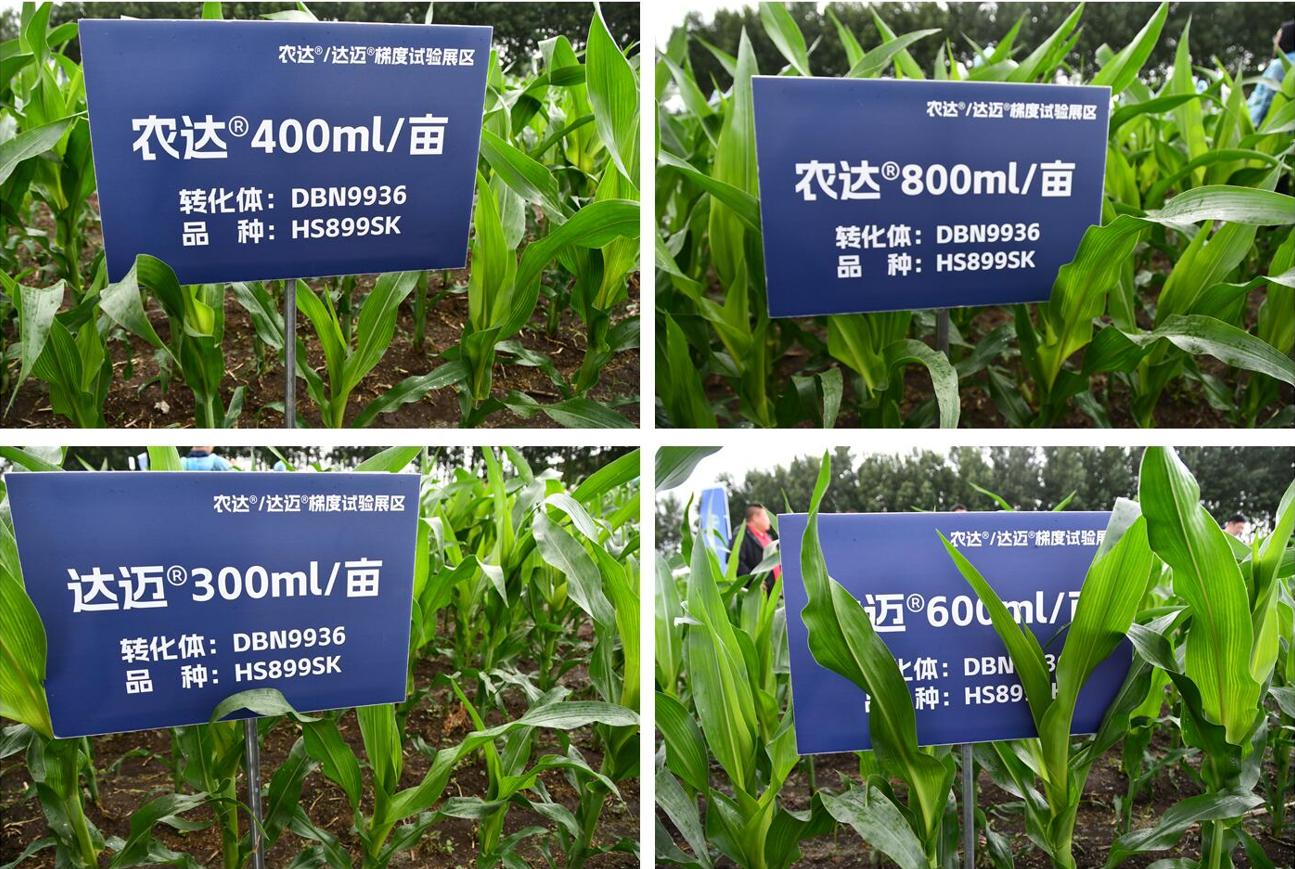 农达®/达迈®梯度试验展区
农达®400ml/亩
转化体：DBN9936
品　种：HS899SK
农达®/达迈®梯度试验展区
农达®800ml/亩
转化体：DBN9936
品　种：HS899SK
农达®/达迈®梯度试验展区
达迈®300ml/亩
转化体：DBN9936
品　种：HS899SK
农达®/达迈®梯度试验
迈®600ml/亩
化体：DBN
种：HS89